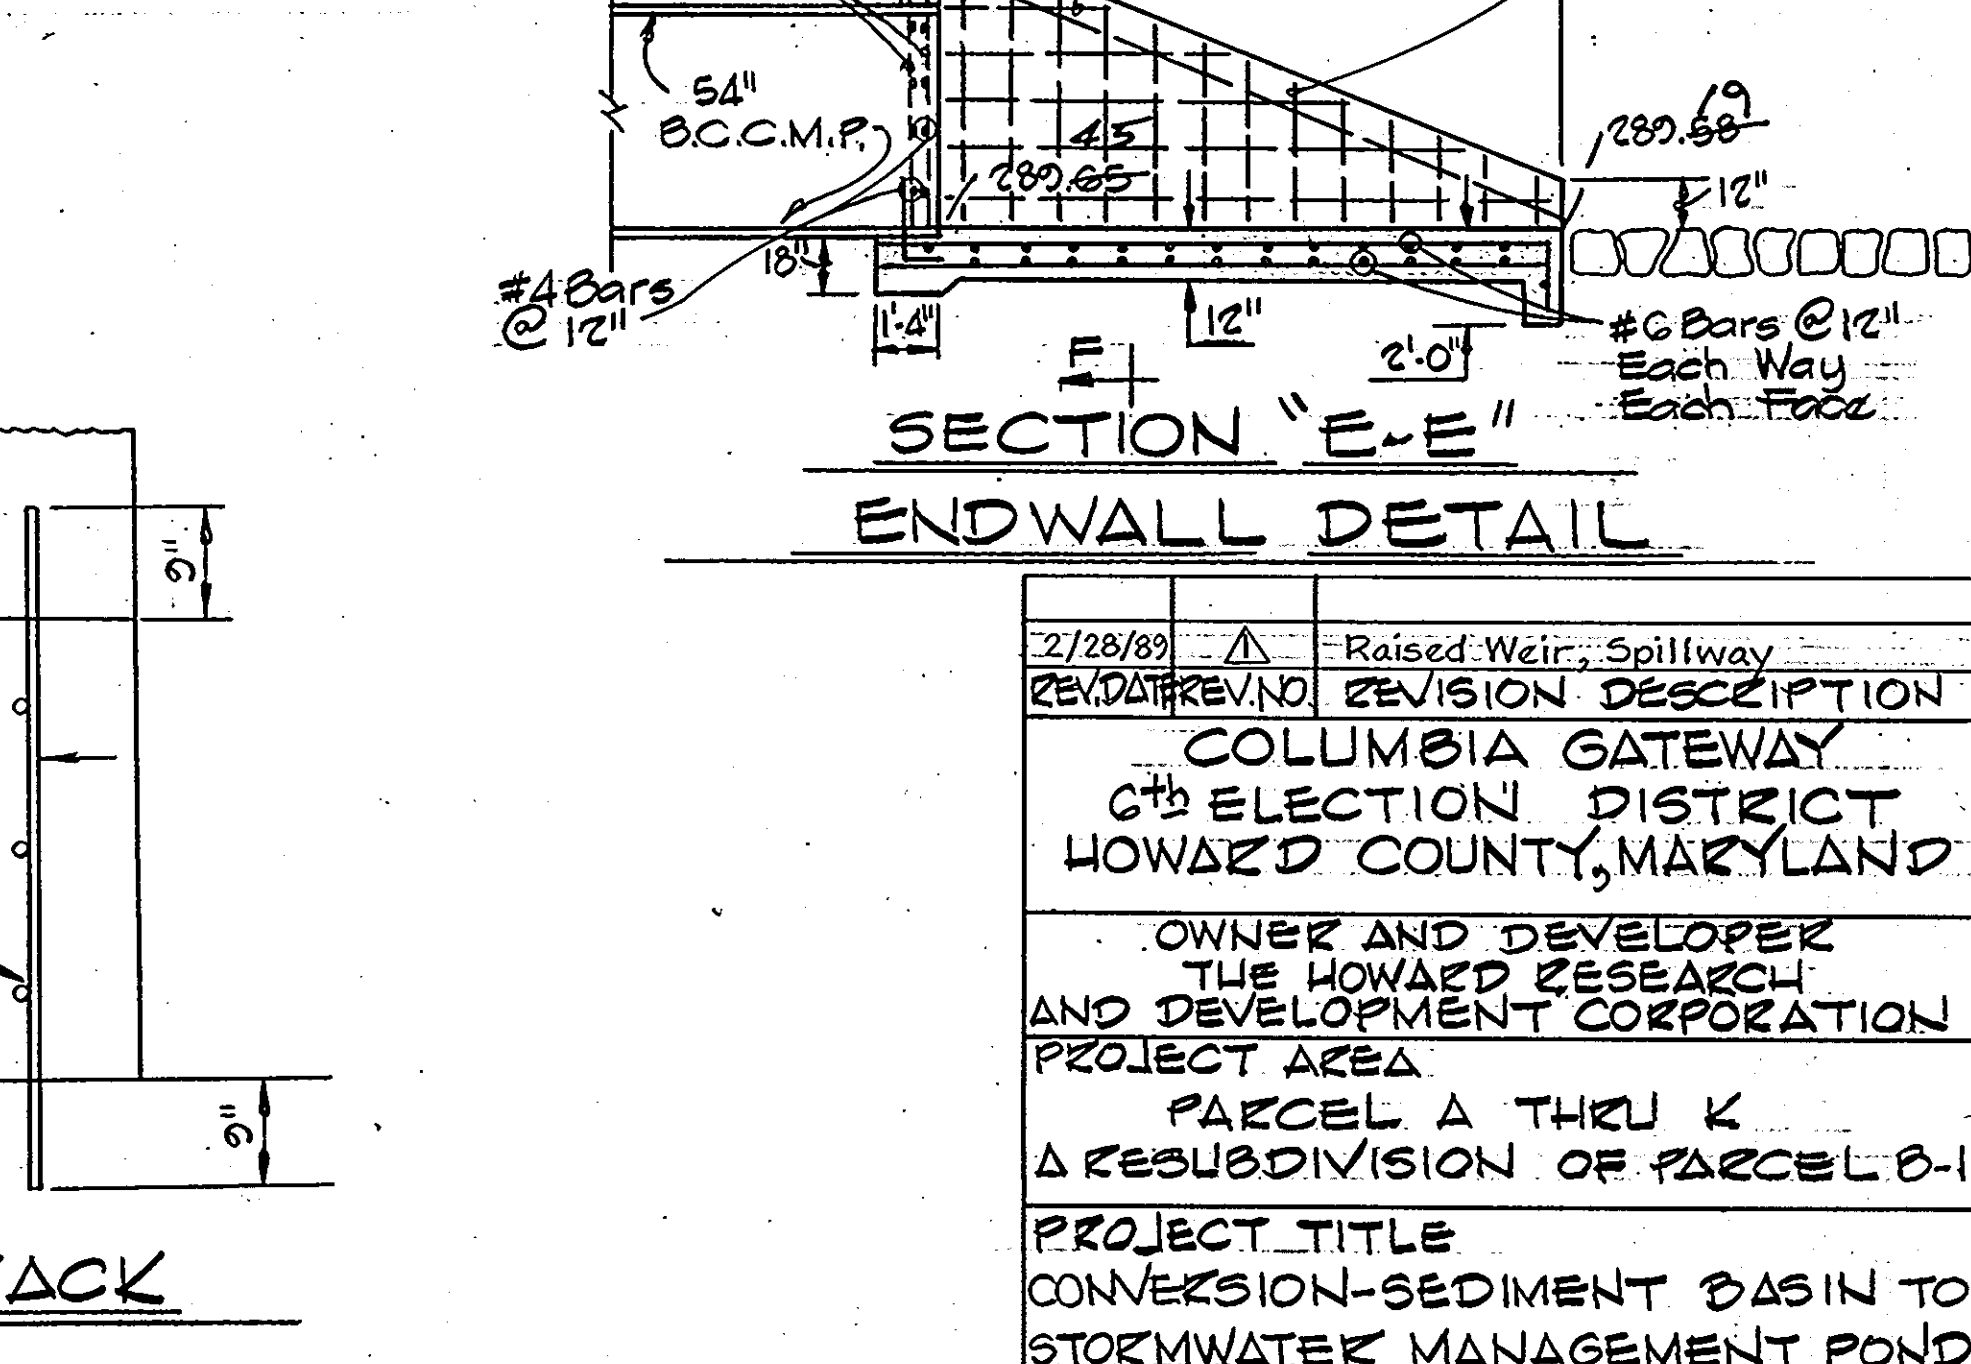 54"
B.C.C.M.P.
45
289.65
19
289.58
12"
18"
#4 Bars
@ 12"
1'-4"
12"
2'-0"
#6 Bars @ 12"
Each Way
Each Face
F
SECTION "E-E"
ENDWALL DETAIL
9"
9"
2/28/89 1 Raised Weir, Spillway
REV.DATE REV.NO. REVISION DESCRIPTION
COLUMBIA GATEWAY
6th ELECTION DISTRICT
HOWARD COUNTY, MARYLAND
OWNER AND DEVELOPER
THE HOWARD RESEARCH
AND DEVELOPMENT CORPORATION
PROJECT AREA
PARCEL A THRU K
A RESUBDIVISION OF PARCEL B-1
PROJECT TITLE
CONVERSION-SEDIMENT BASIN TO
STORMWATER MANAGEMENT POND